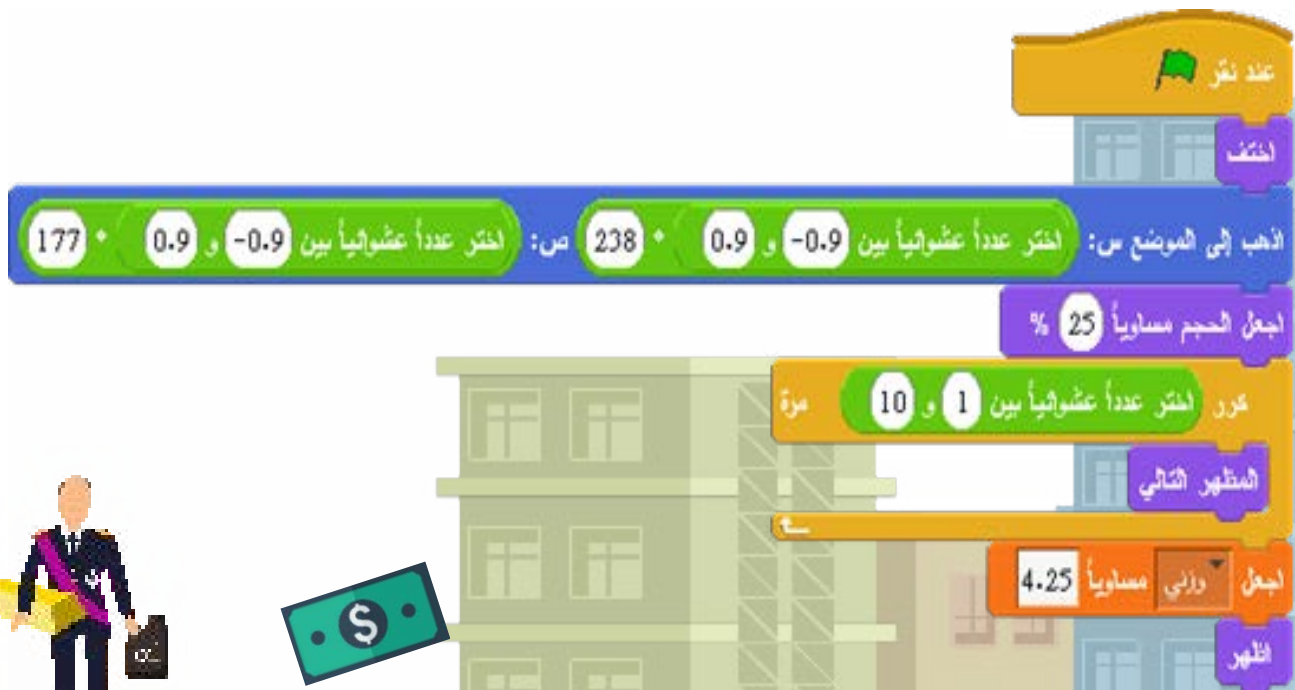 عند نقر
اختف
اذهب إلى الموضع س: اختر عدداً عشوائياً بين -0.9 و 0.9 * 238 ص: اختر عدداً عشوائياً بين -0.9 و 0.9 * 177
اجعل الحجم مساوياً 25 %
كرر اختر عدداً عشوائياً بين 1 و 10 مرة
المظهر التالي
اجعل وزني مساوياً 4.25
اظهر
$